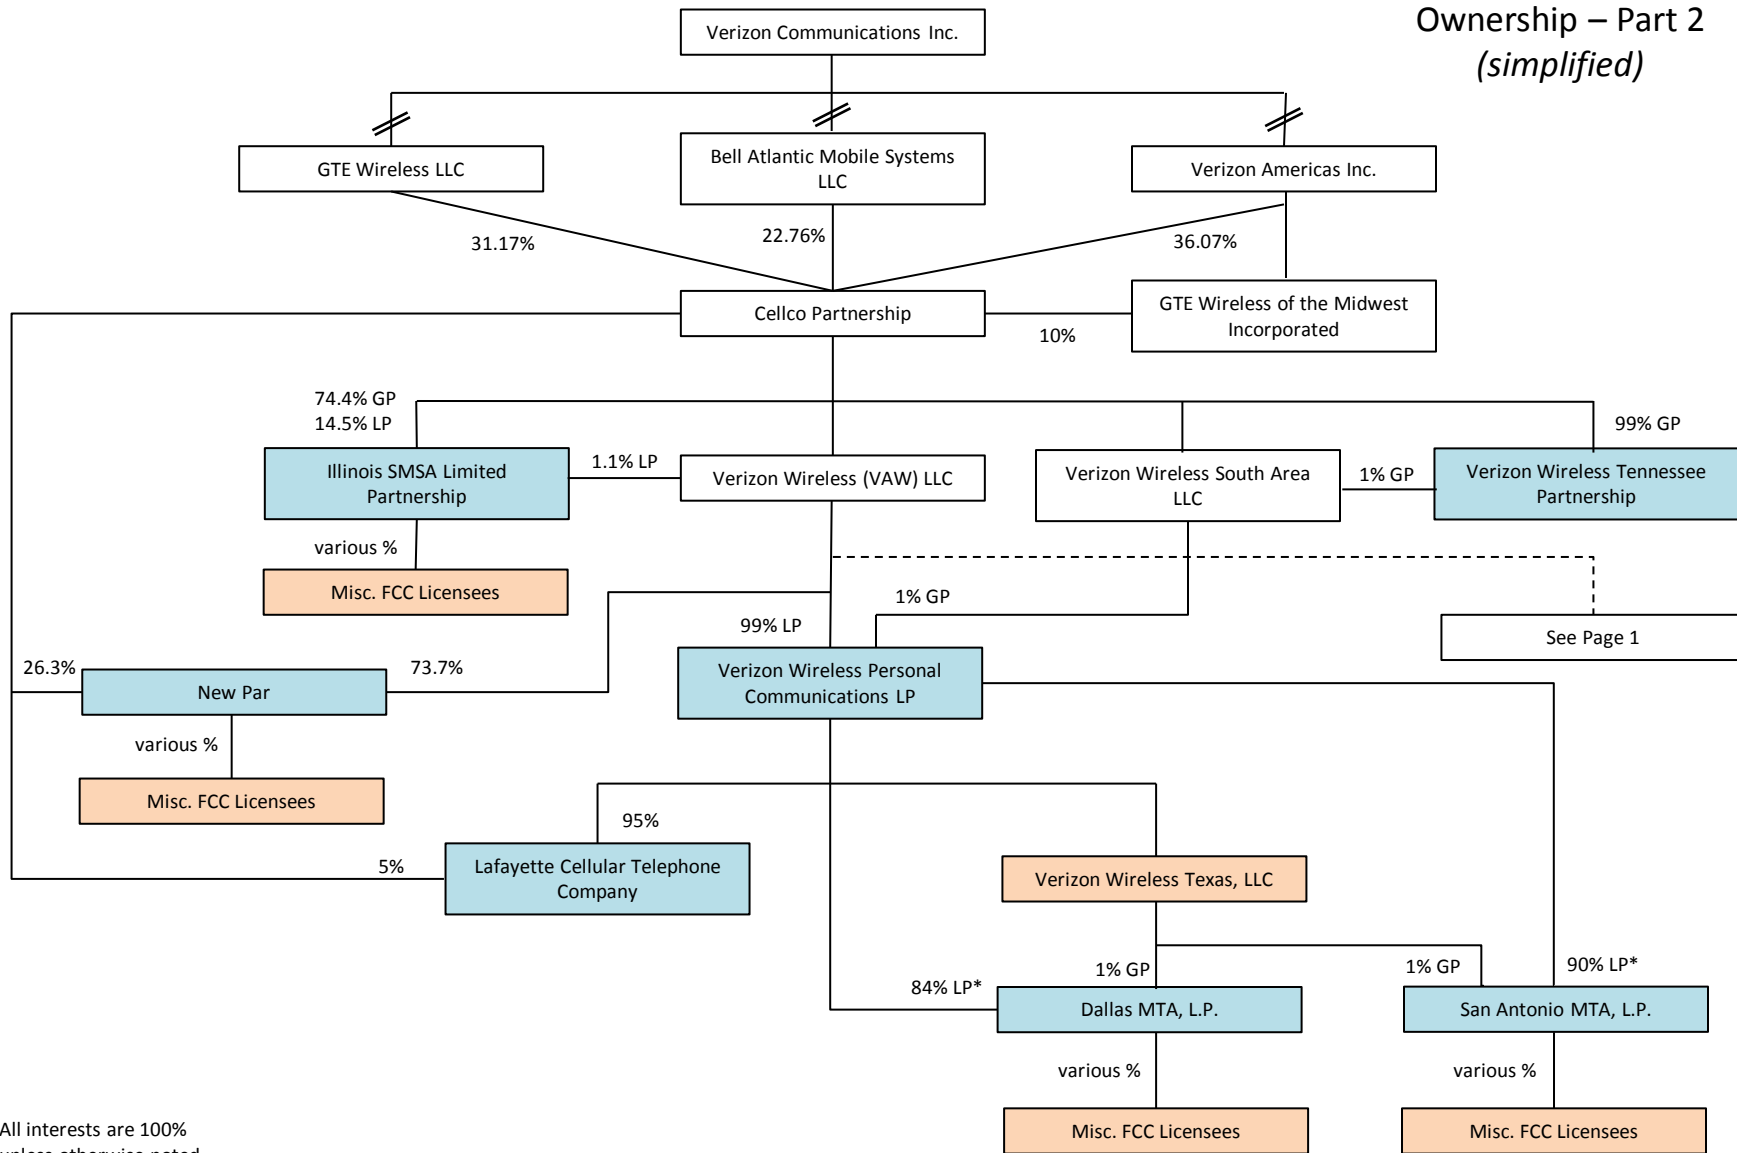 Ownership – Part 2
(simplified)
Verizon Communications Inc.
GTE Wireless LLC
Bell Atlantic Mobile Systems
LLC
Verizon Americas Inc.
31.17%
22.76%
36.07%
Cellco Partnership
10%
GTE Wireless of the Midwest
Incorporated
74.4% GP
14.5% LP
99% GP
Illinois SMSA Limited
Partnership
1.1% LP
Verizon Wireless (VAW) LLC
Verizon Wireless South Area
LLC
1% GP
Verizon Wireless Tennessee
Partnership
various %
Misc. FCC Licensees
1% GP
99% LP
See Page 1
26.3%
New Par
73.7%
Verizon Wireless Personal
Communications LP
various %
Misc. FCC Licensees
95%
5%
Lafayette Cellular Telephone
Company
Verizon Wireless Texas, LLC
84% LP*
1% GP
1% GP
90% LP*
Dallas MTA, L.P.
San Antonio MTA, L.P.
various %
various %
Misc. FCC Licensees
Misc. FCC Licensees
All interests are 100%
unless otherwise noted